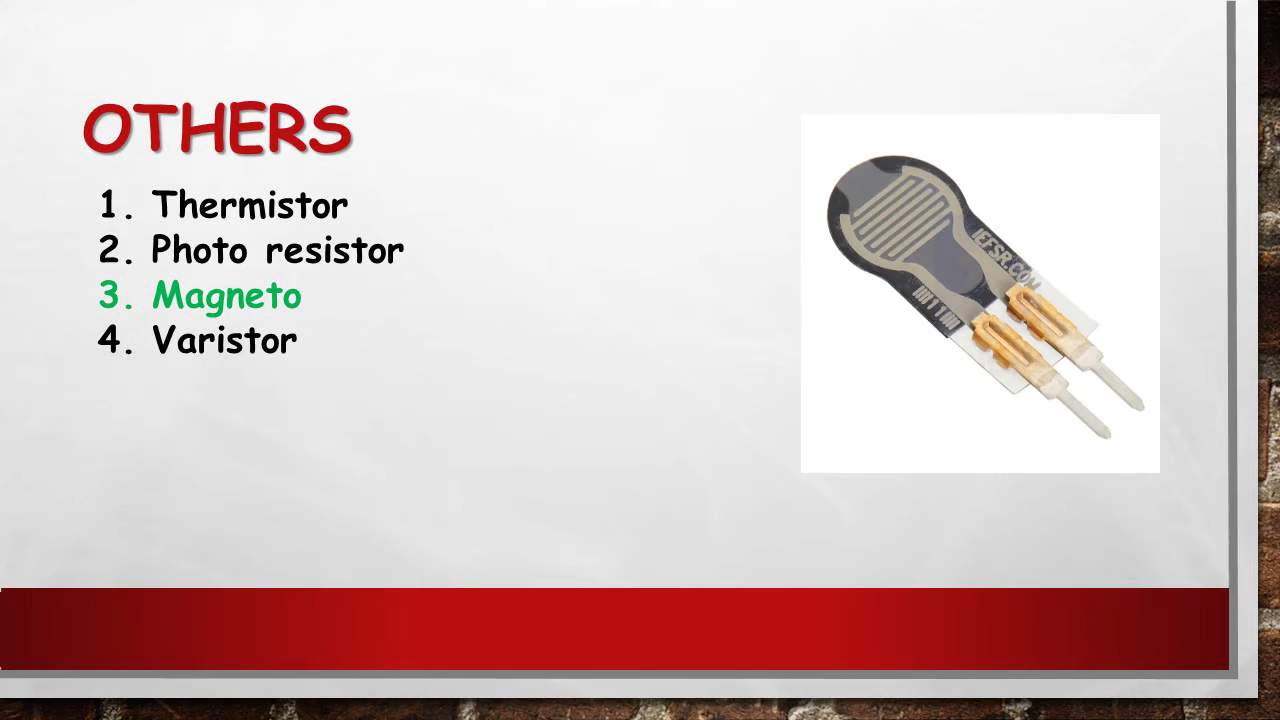 OTHERS
1. Thermistor
2. Photo resistor
3. Magneto
4. Varistor
IEFSR.COM